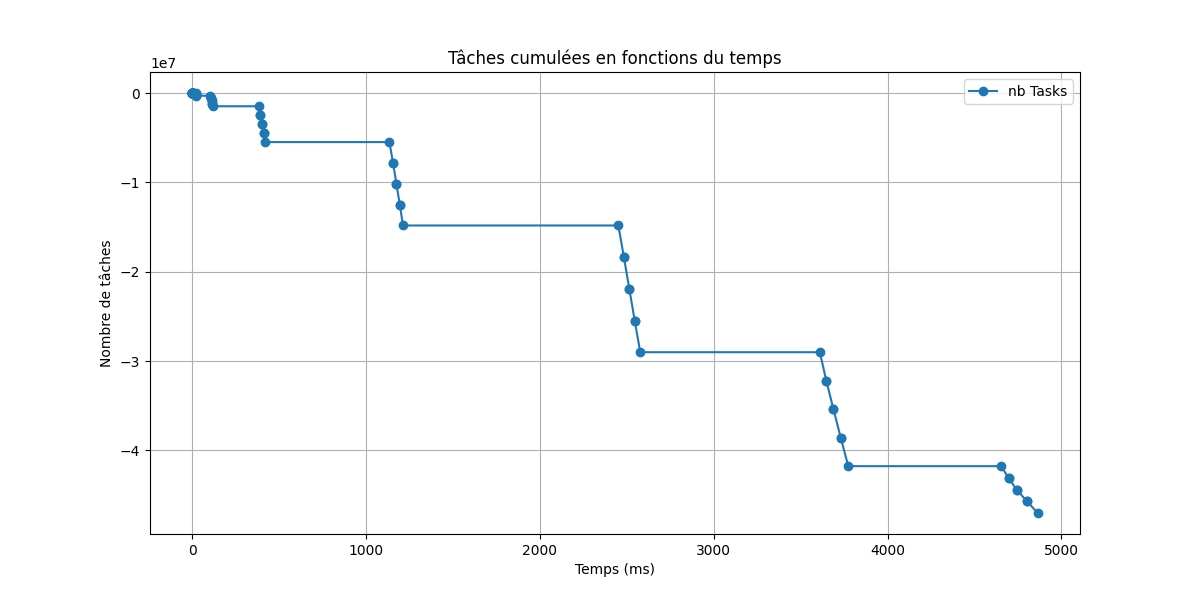 Tâches cumulées en fonctions du temps
1e7
nb Tasks
0
−1
−2
−3
−4
Nombre de tâches
0 1000 2000 3000 4000 5000
Temps (ms)